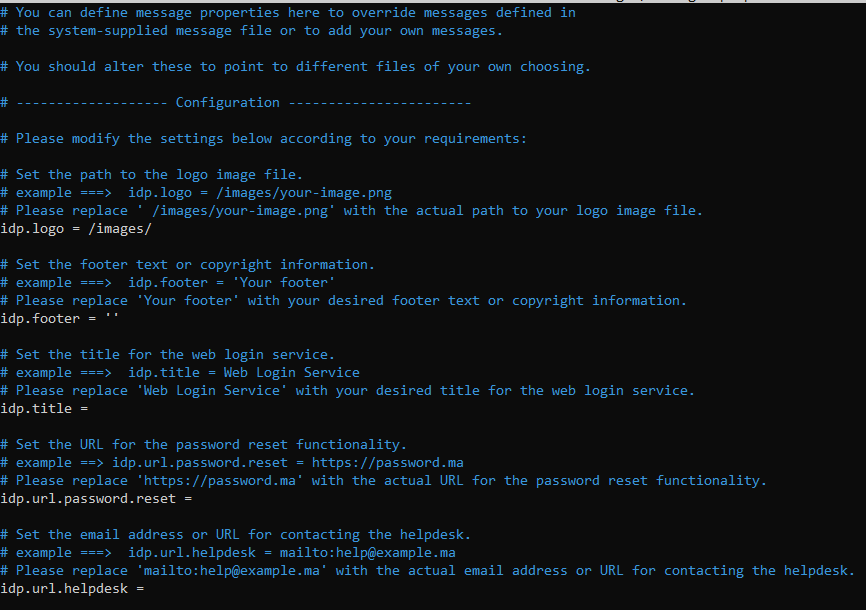 # You can define message properties here to override messages defined in
# the system-supplied message file or to add your own messages.
# You should alter these to point to different files of your own choosing.
# ------------------- Configuration -----------------------
# Please modify the settings below according to your requirements:
# Set the path to the logo image file.
# example ===>  idp.logo = /images/your-image.png
# Please replace ' /images/your-image.png' with the actual path to your logo image file.
idp.logo = /images/
# Set the footer text or copyright information.
# example ===>  idp.footer = 'Your footer'
# Please replace 'Your footer' with your desired footer text or copyright information.
idp.footer = ''
# Set the title for the web login service.
# example ===>  idp.title = Web Login Service
# Please replace 'Web Login Service' with your desired title for the web login service.
idp.title =
# Set the URL for the password reset functionality.
# example ==> idp.url.password.reset = https://password.ma
# Please replace 'https://password.ma' with the actual URL for the password reset functionality.
idp.url.password.reset =
# Set the email address or URL for contacting the helpdesk.
# example ===>  idp.url.helpdesk = mailto:help@example.ma
# Please replace 'mailto:help@example.ma' with the actual email address or URL for contacting the helpdesk.
idp.url.helpdesk =